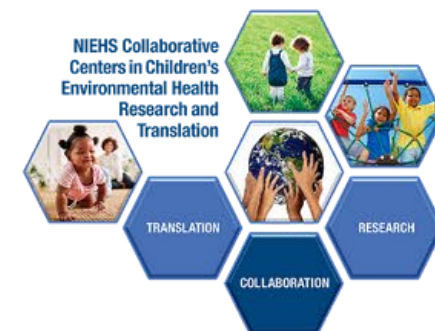 NIEHS Collaborative
Centers in Children's
Environmental Health
Research and
Translation
TRANSLATION
RESEARCH
COLLABORATION